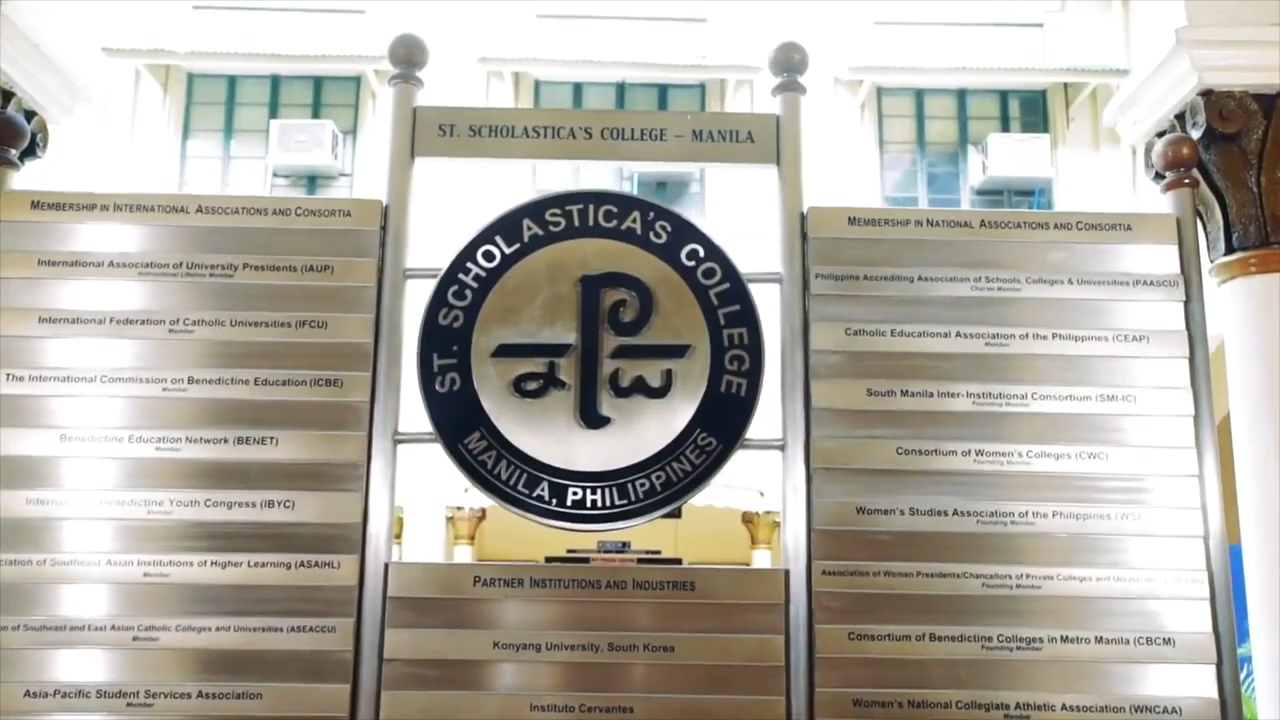 ST. SCHOLASTICA'S COLLEGE – MANILA
ST. SCHOLASTICA'S COLLEGE
MANILA, PHILIPPINES
MEMBERSHIP IN INTERNATIONAL ASSOCIATIONS AND CONSORTIA
International Association of University Presidents (IAUP)
Institutional Lifetime Member
International Federation of Catholic Universities (IFCU)
Member
The International Commission on Benedictine Education (ICBE)
Member
Benedictine Education Network (BENET)
Member
Benedictine Youth Congress (IBYC)
Member
of Southeast Asian Institutions of Higher Learning (ASAIHL)
Member
of Southeast and East Asian Catholic Colleges and Universities (ASEACCU)
Member
Asia-Pacific Student Services Association
Member
PARTNER INSTITUTIONS AND INDUSTRIES
Konyang University, South Korea
Instituto Cervantes
MEMBERSHIP IN NATIONAL ASSOCIATIONS AND CONSORTIA
Philippine Accrediting Association of Schools, Colleges & Universities (PAASCU)
Charter Member
Catholic Educational Association of the Philippines (CEAP)
Member
South Manila Inter-Institutional Consortium (SMI-IC)
Founding Member
Consortium of Women's Colleges (CWC)
Founding Member
Women's Studies Association of the Philippines
Founding Member
Association of Women Presidents/Chancellors of Private Colleges and
Founding Member
Consortium of Benedictine Colleges in Metro Manila (CBCM)
Founding Member
Women's National Collegiate Athletic Association (WNCAA)
Member